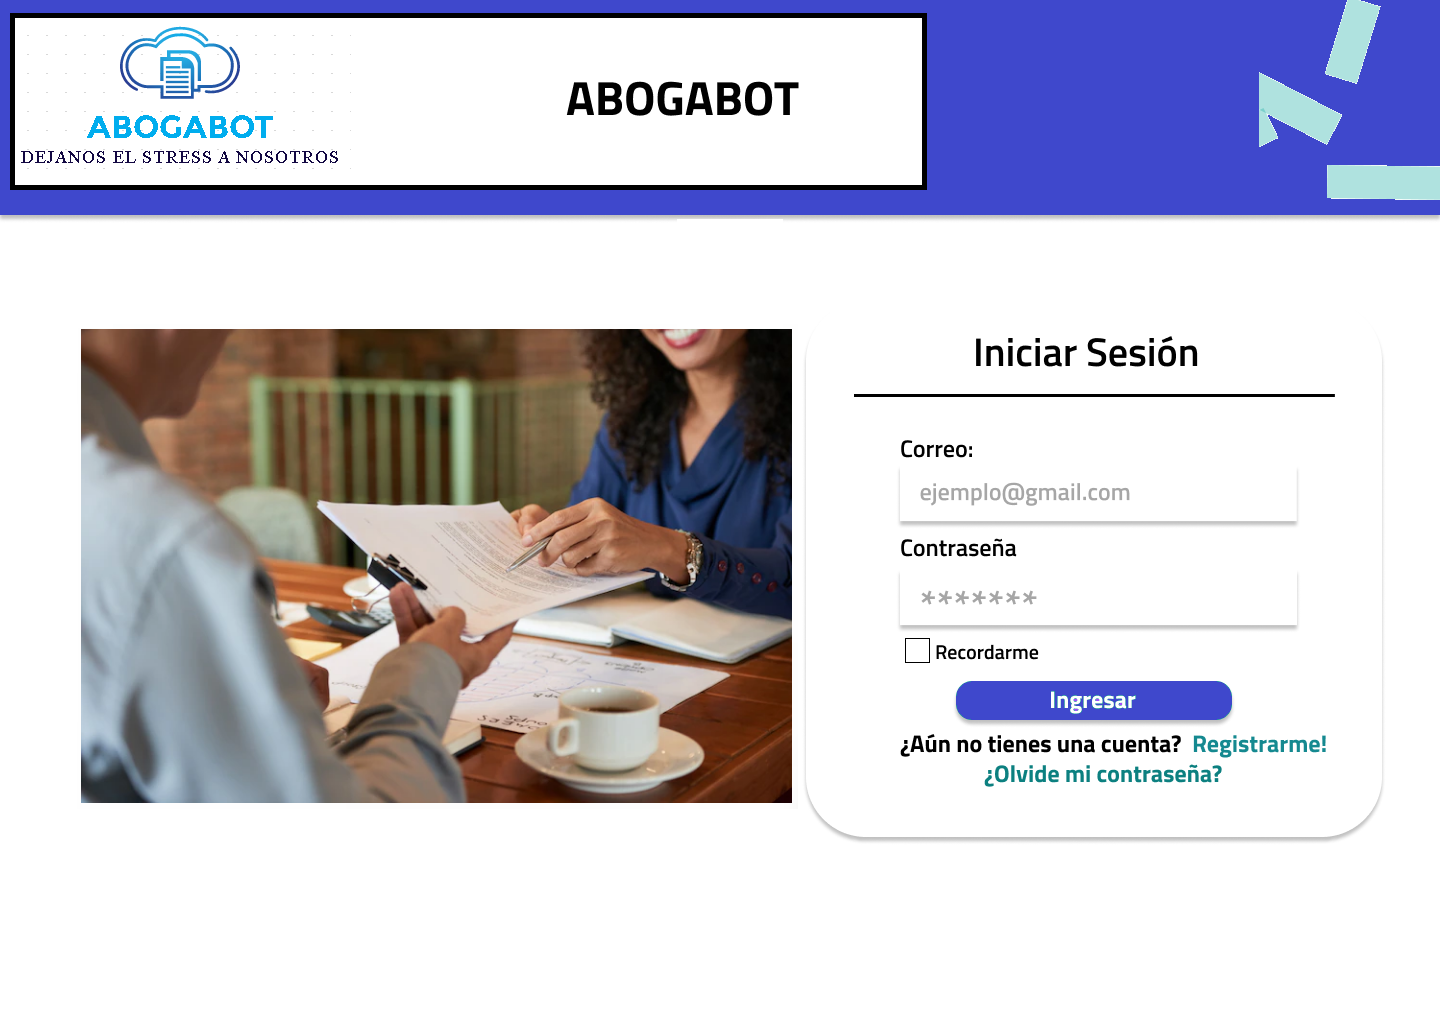 ABOGABOT
DEJANOS EL STRESS A NOSOTROS
ABOGABOT
Iniciar Sesión
Correo:
ejemplo@gmail.com
Contraseña
*******
Recordarme
Ingresar
¿Aún no tienes una cuenta? Registrarme!
¿Olvide mi contraseña?